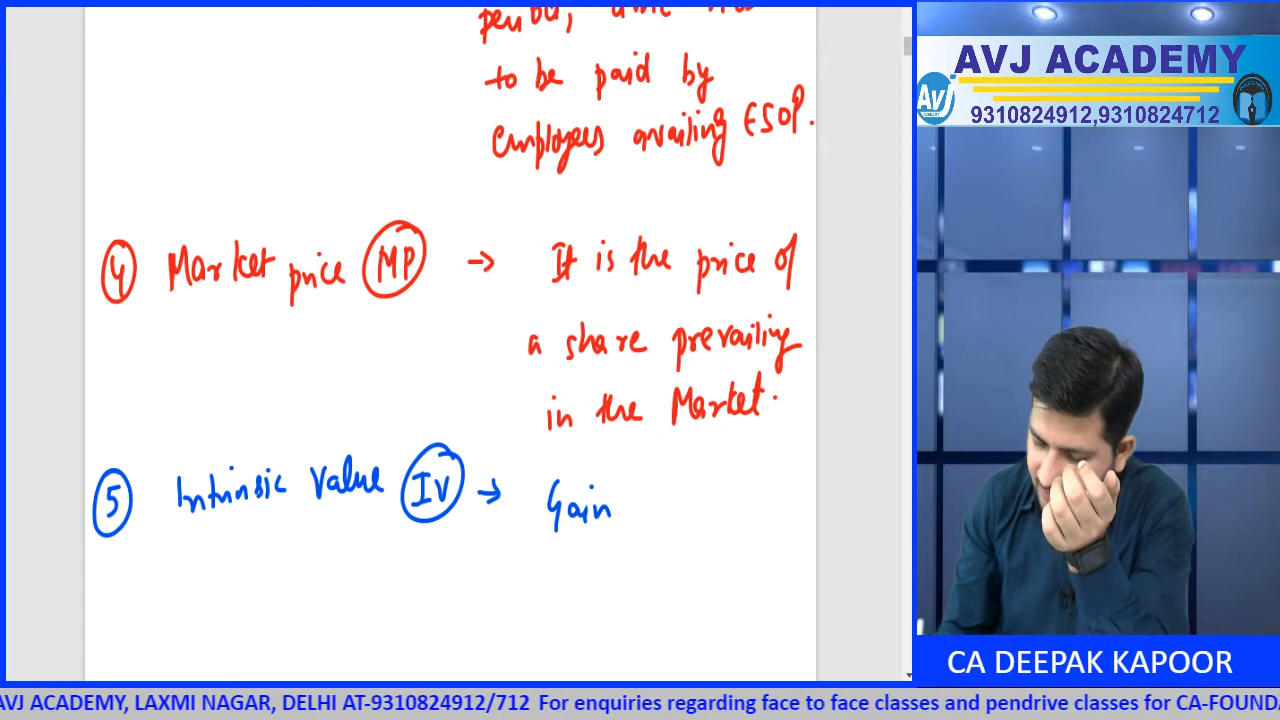 to be paid by
employees availing ESOP.
④ Market price MP → It is the price of
a share prevailing
in the Market.
⑤ Intrinsic value IV → Gain
AVJ ACADEMY
AVJ
ACADEMY
9310824912,9310824712
CA DEEPAK KAPOOR
AVJ ACADEMY, LAXMI NAGAR, DELHI AT-9310824912/712 For enquiries regarding face to face classes and pendrive classes for CA-FOUNDA